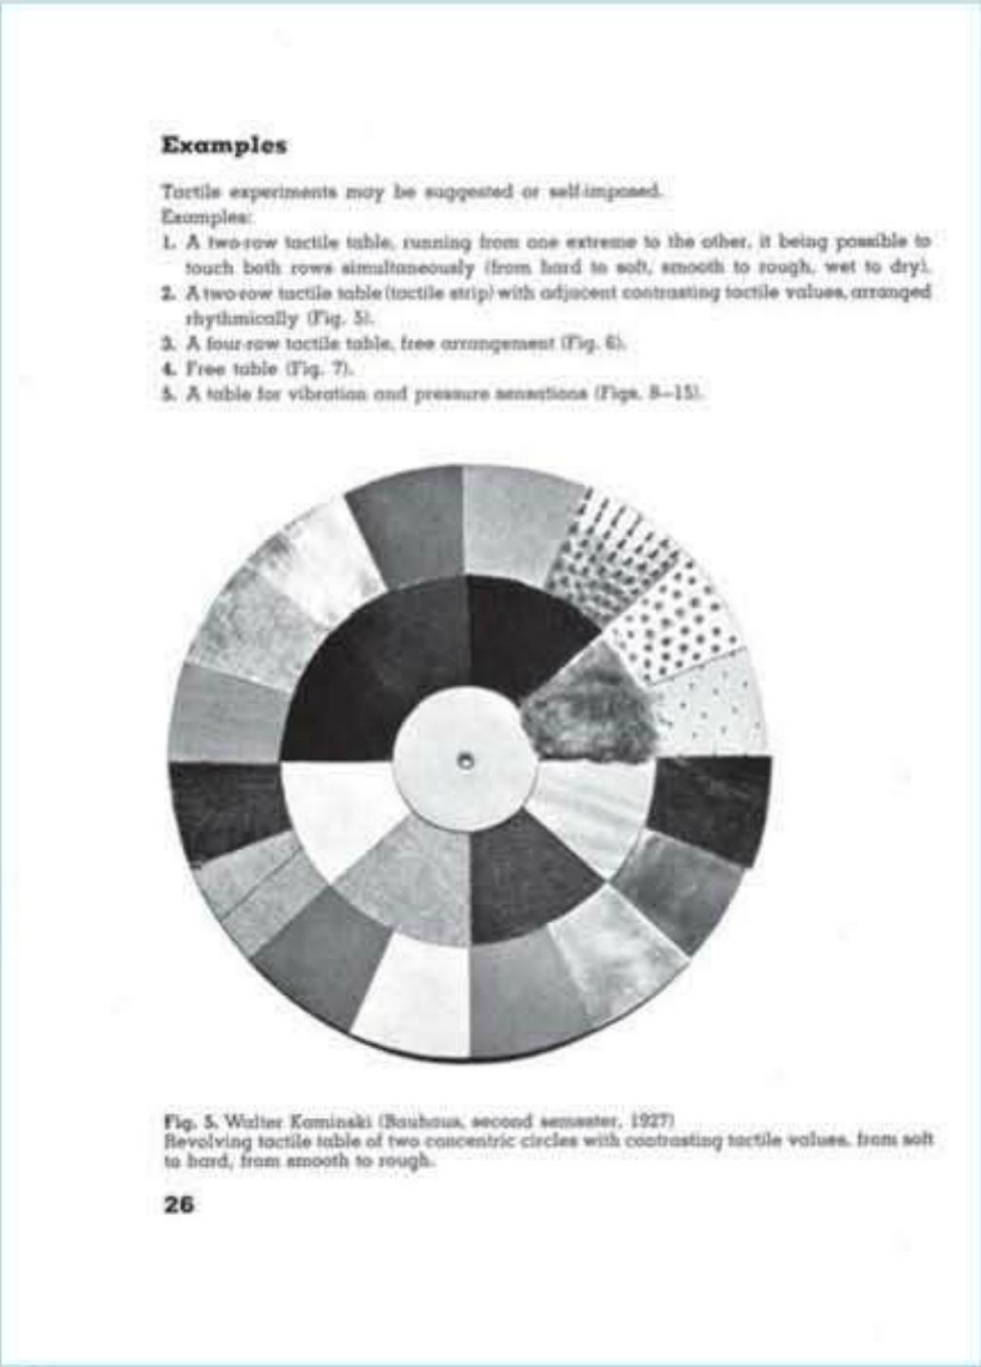 Examples
Tactile experiments may be suggested or self-imposed.
Examples:
1. A two-row tactile table, running from one extreme to the other, it being possible to
touch both rows simultaneously (from hard to soft, smooth to rough, wet to dry).
2. A two-row tactile table (tactile strip) with adjacent contrasting tactile values, arranged
rhythmically (Fig. 5).
3. A four-row tactile table, free arrangement (Fig. 6).
4. Free table (Fig. 7).
5. A table for vibration and pressure sensations (Figs. 8—15).
Fig. 5. Walter Kaminski (Bauhaus, second semester, 1927)
Revolving tactile table of two concentric circles with contrasting tactile values, from soft
to hard, from smooth to rough.
26